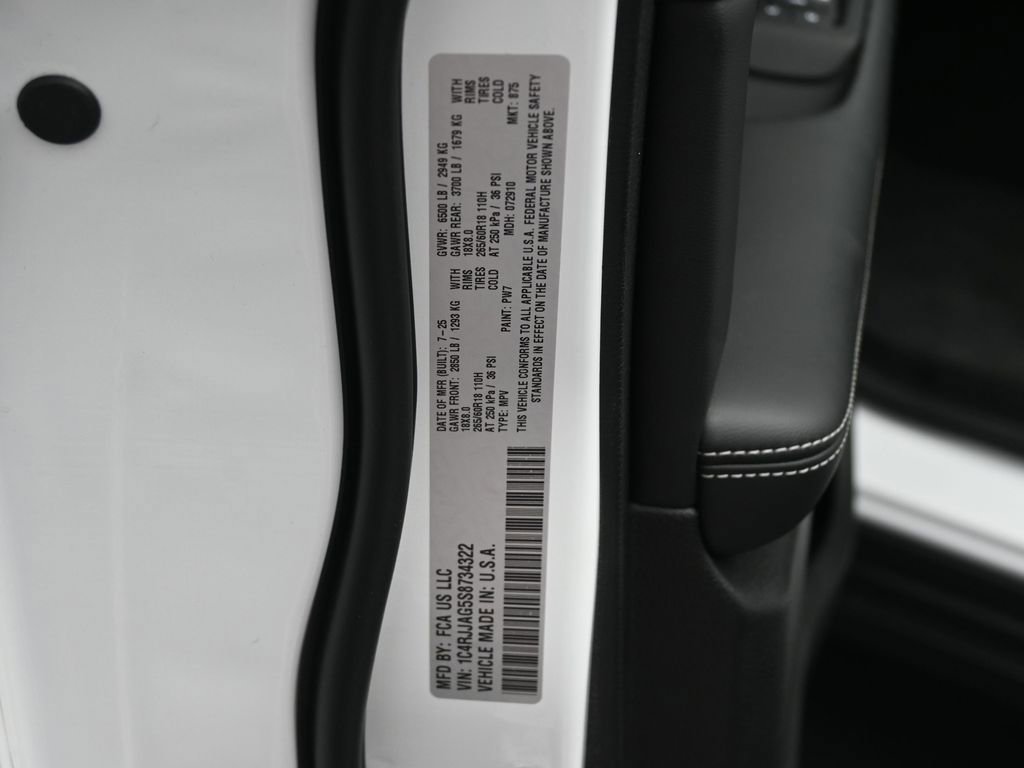 MFD BY: FCA US LLC
VIN: 1C4RJJAG5S8734322
VEHICLE MADE IN: U.S.A.
DATE OF MFR (BUILT): 7-25
GAWR FRONT: 2850 LB / 1293 KG WITH
18X8.0 RIMS
265/60R18 110H TIRES
AT 250 kPa / 36 PSI COLD
TYPE: MPV
GVWR: 6500 LB / 2949 KG
GAWR REAR: 3700 LB / 1679 KG WITH
18X8.0 RIMS
265/60R18 110H TIRES
AT 250 kPa / 36 PSI COLD
PAINT: PW7 MDH: 072910 MKT: B75
THIS VEHICLE CONFORMS TO ALL APPLICABLE U.S.A. FEDERAL MOTOR VEHICLE SAFETY
STANDARDS IN EFFECT ON THE DATE OF MANUFACTURE SHOWN ABOVE.